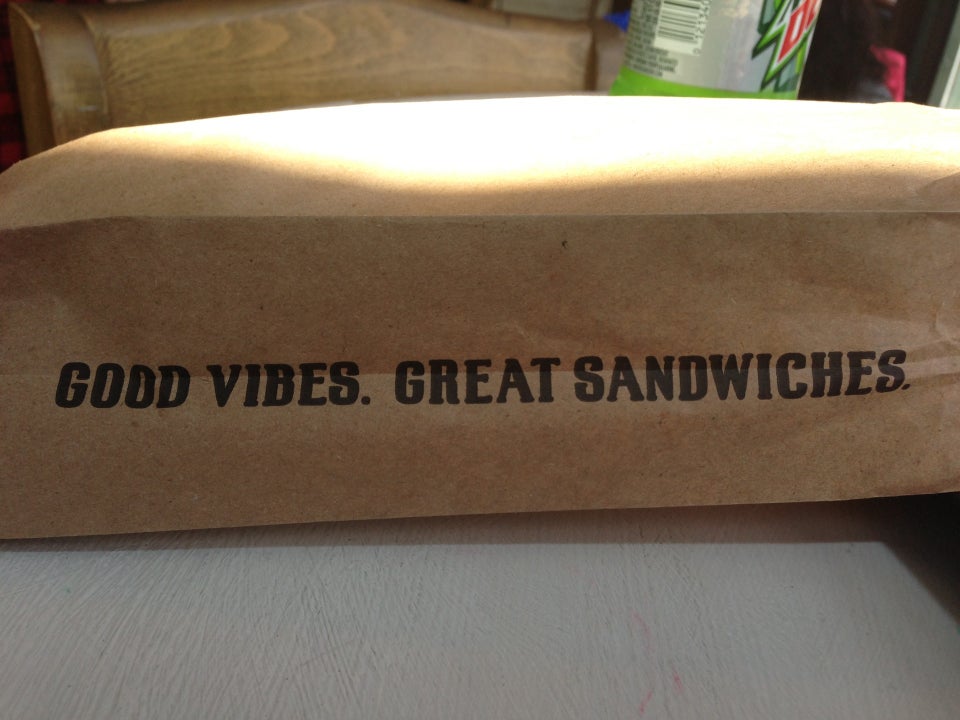 GOOD VIBES. GREAT SANDWICHES.